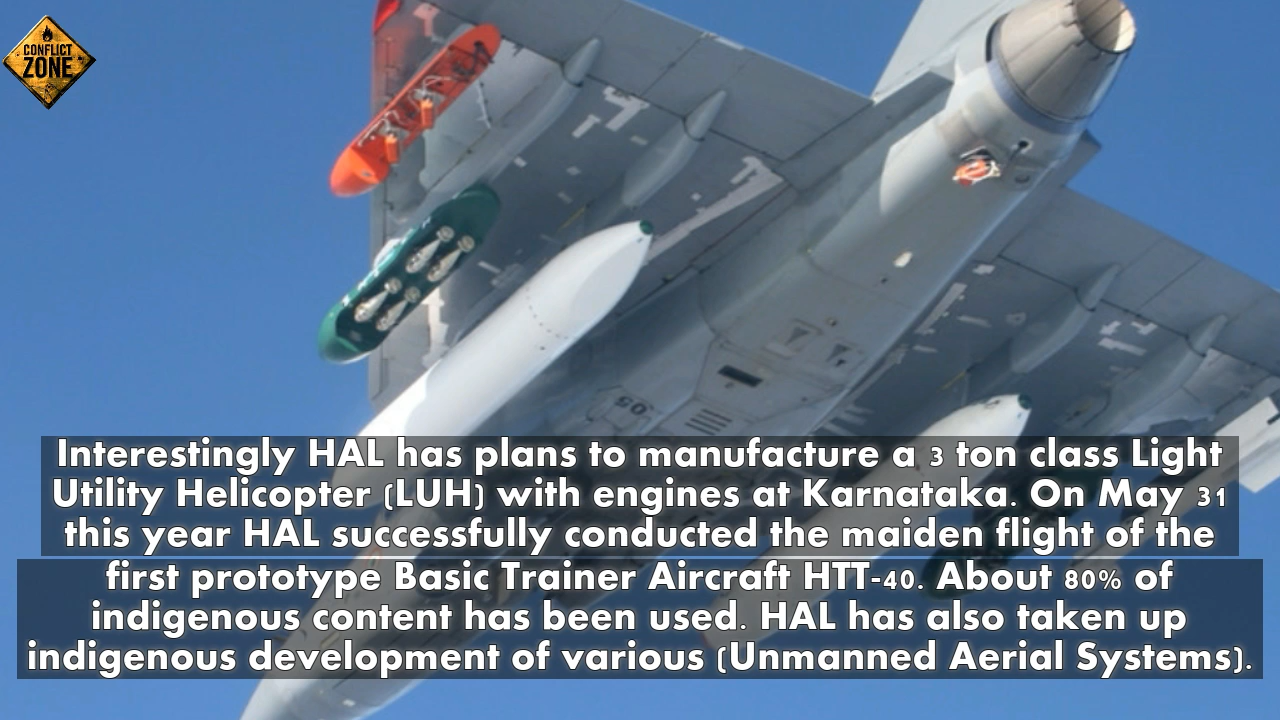 CONFLICT
ZONE
05
Interestingly HAL has plans to manufacture a 3 ton class Light
Utility Helicopter (LUH) with engines at Karnataka. On May 31
this year HAL successfully conducted the maiden flight of the
first prototype Basic Trainer Aircraft HTT-40. About 80% of
indigenous content has been used. HAL has also taken up
indigenous development of various (Unmanned Aerial Systems).